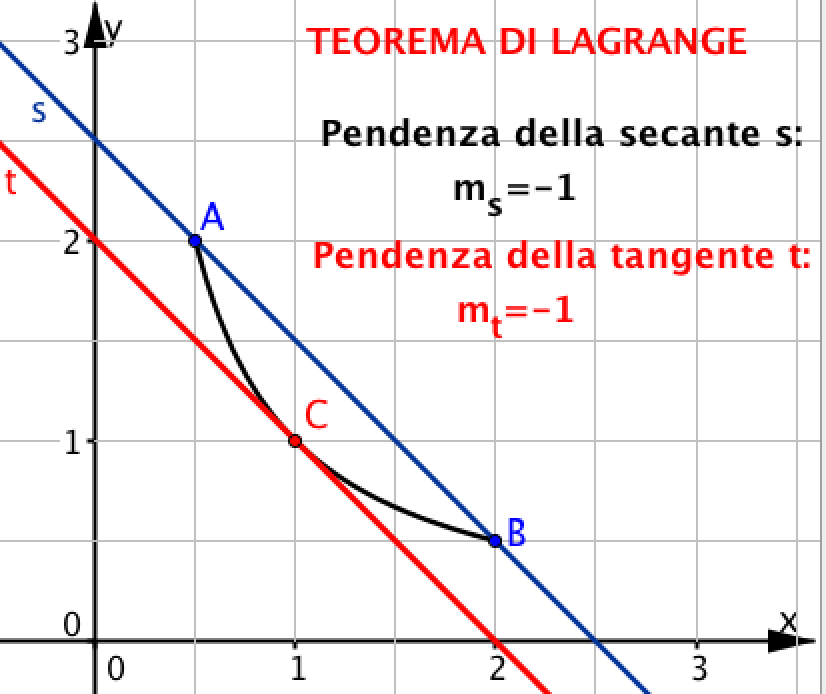 3
y
TEOREMA DI LAGRANGE
s
Pendenza della secante s:
t
mₛ=−1
A
2
Pendenza della tangente t:
mₜ=−1
C
1
B
0
x
0
1
2
3